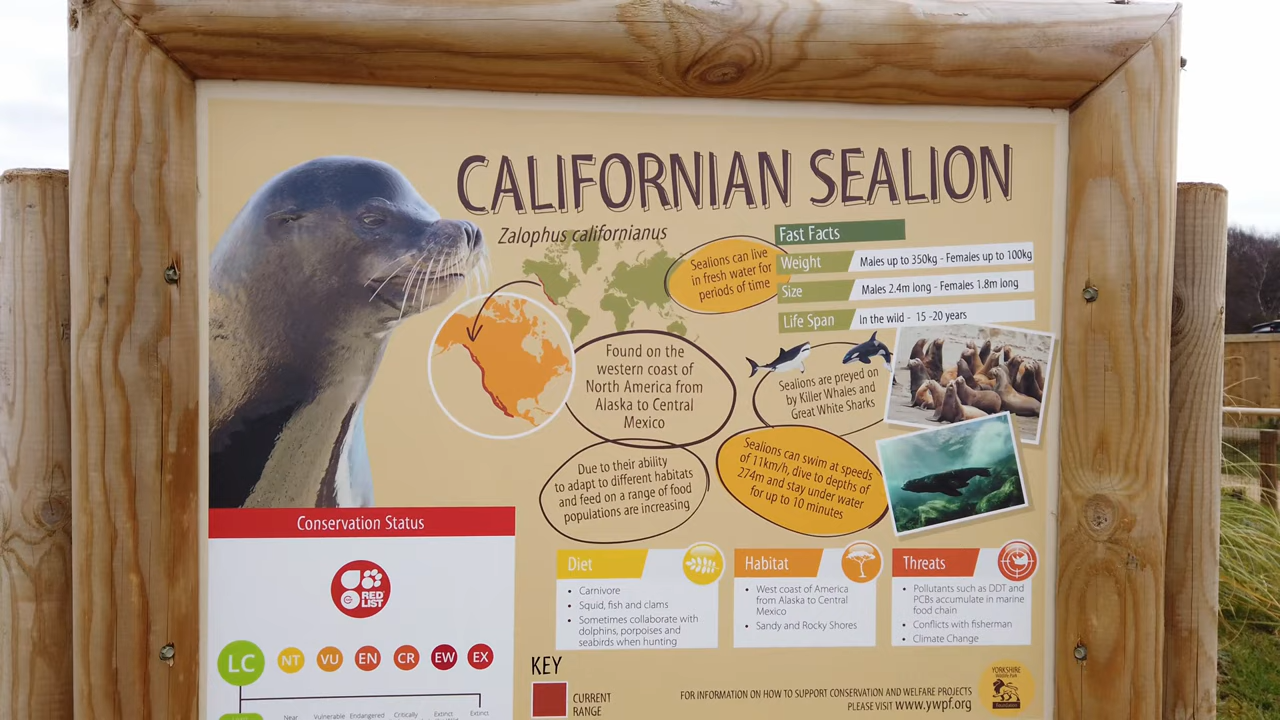 CALIFORNIAN SEALION
Zalophus californianus
Sealions can live
in fresh water for
periods of time
Fast Facts
Weight Males up to 350kg - Females up to 100kg
Size Males 2.4m long - Females 1.8m long
Life Span In the wild - 15 -20 years
Found on the
western coast of
North America from
Alaska to Central
Mexico
Sealions are preyed on
by Killer Whales and
Great White Sharks
Due to their ability
to adapt to different habitats
and feed on a range of food
populations are increasing
Sealions can swim at speeds
of 11km/h, dive to depths of
274m and stay under water
for up to 10 minutes
Conservation Status
RED
LIST
LC NT VU EN CR EW EX
Near Vulnerable Endangered Critically Extinct Extinct
Diet
• Carnivore
• Squid, fish and clams
• Sometimes collaborate with
dolphins, porpoises and
seabirds when hunting
Habitat
• West coast of America
from Alaska to Central
Mexico
• Sandy and Rocky Shores
Threats
• Pollutants such as DDT and
PCBs accumulate in marine
food chain
• Conflicts with fisherman
• Climate Change
KEY
CURRENT
RANGE
FOR INFORMATION ON HOW TO SUPPORT CONSERVATION AND WELFARE PROJECTS
PLEASE VISIT www.ywpf.org
YORKSHIRE
Wildlife Park
Foundation